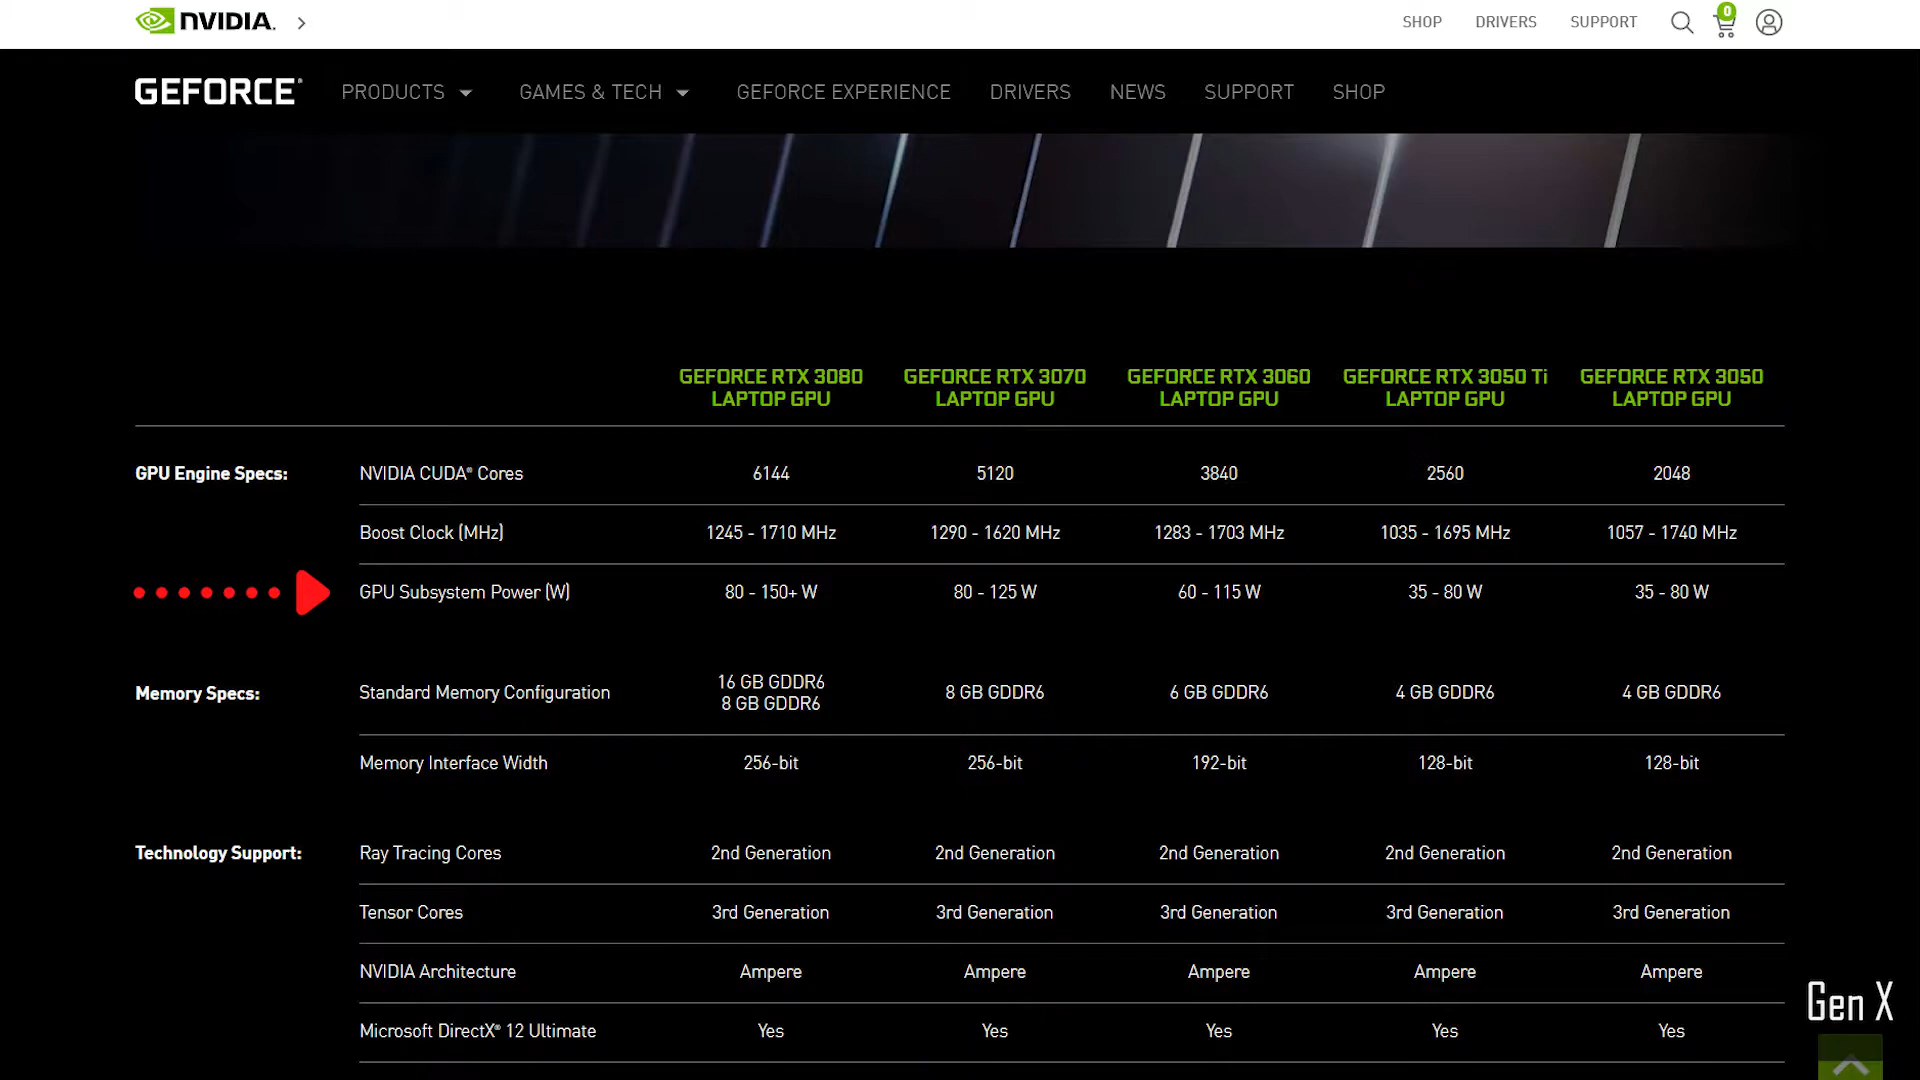 NVIDIA.
SHOP DRIVERS SUPPORT 0
GEFORCE® PRODUCTS GAMES & TECH GEFORCE EXPERIENCE DRIVERS NEWS SUPPORT SHOP
GEFORCE RTX 3080 GEFORCE RTX 3070 GEFORCE RTX 3060 GEFORCE RTX 3050 Ti GEFORCE RTX 3050
LAPTOP GPU LAPTOP GPU LAPTOP GPU LAPTOP GPU LAPTOP GPU
GPU Engine Specs: NVIDIA CUDA® Cores 6144 5120 3840 2560 2048
Boost Clock (MHz) 1245 - 1710 MHz 1290 - 1620 MHz 1283 - 1703 MHz 1035 - 1695 MHz 1057 - 1740 MHz
GPU Subsystem Power (W) 80 - 150+ W 80 - 125 W 60 - 115 W 35 - 80 W 35 - 80 W
Memory Specs: Standard Memory Configuration 16 GB GDDR6 8 GB GDDR6 6 GB GDDR6 4 GB GDDR6 4 GB GDDR6
8 GB GDDR6
Memory Interface Width 256-bit 256-bit 192-bit 128-bit 128-bit
Technology Support: Ray Tracing Cores 2nd Generation 2nd Generation 2nd Generation 2nd Generation 2nd Generation
Tensor Cores 3rd Generation 3rd Generation 3rd Generation 3rd Generation 3rd Generation
NVIDIA Architecture Ampere Ampere Ampere Ampere Ampere
Gen X
Microsoft DirectX® 12 Ultimate Yes Yes Yes Yes Yes